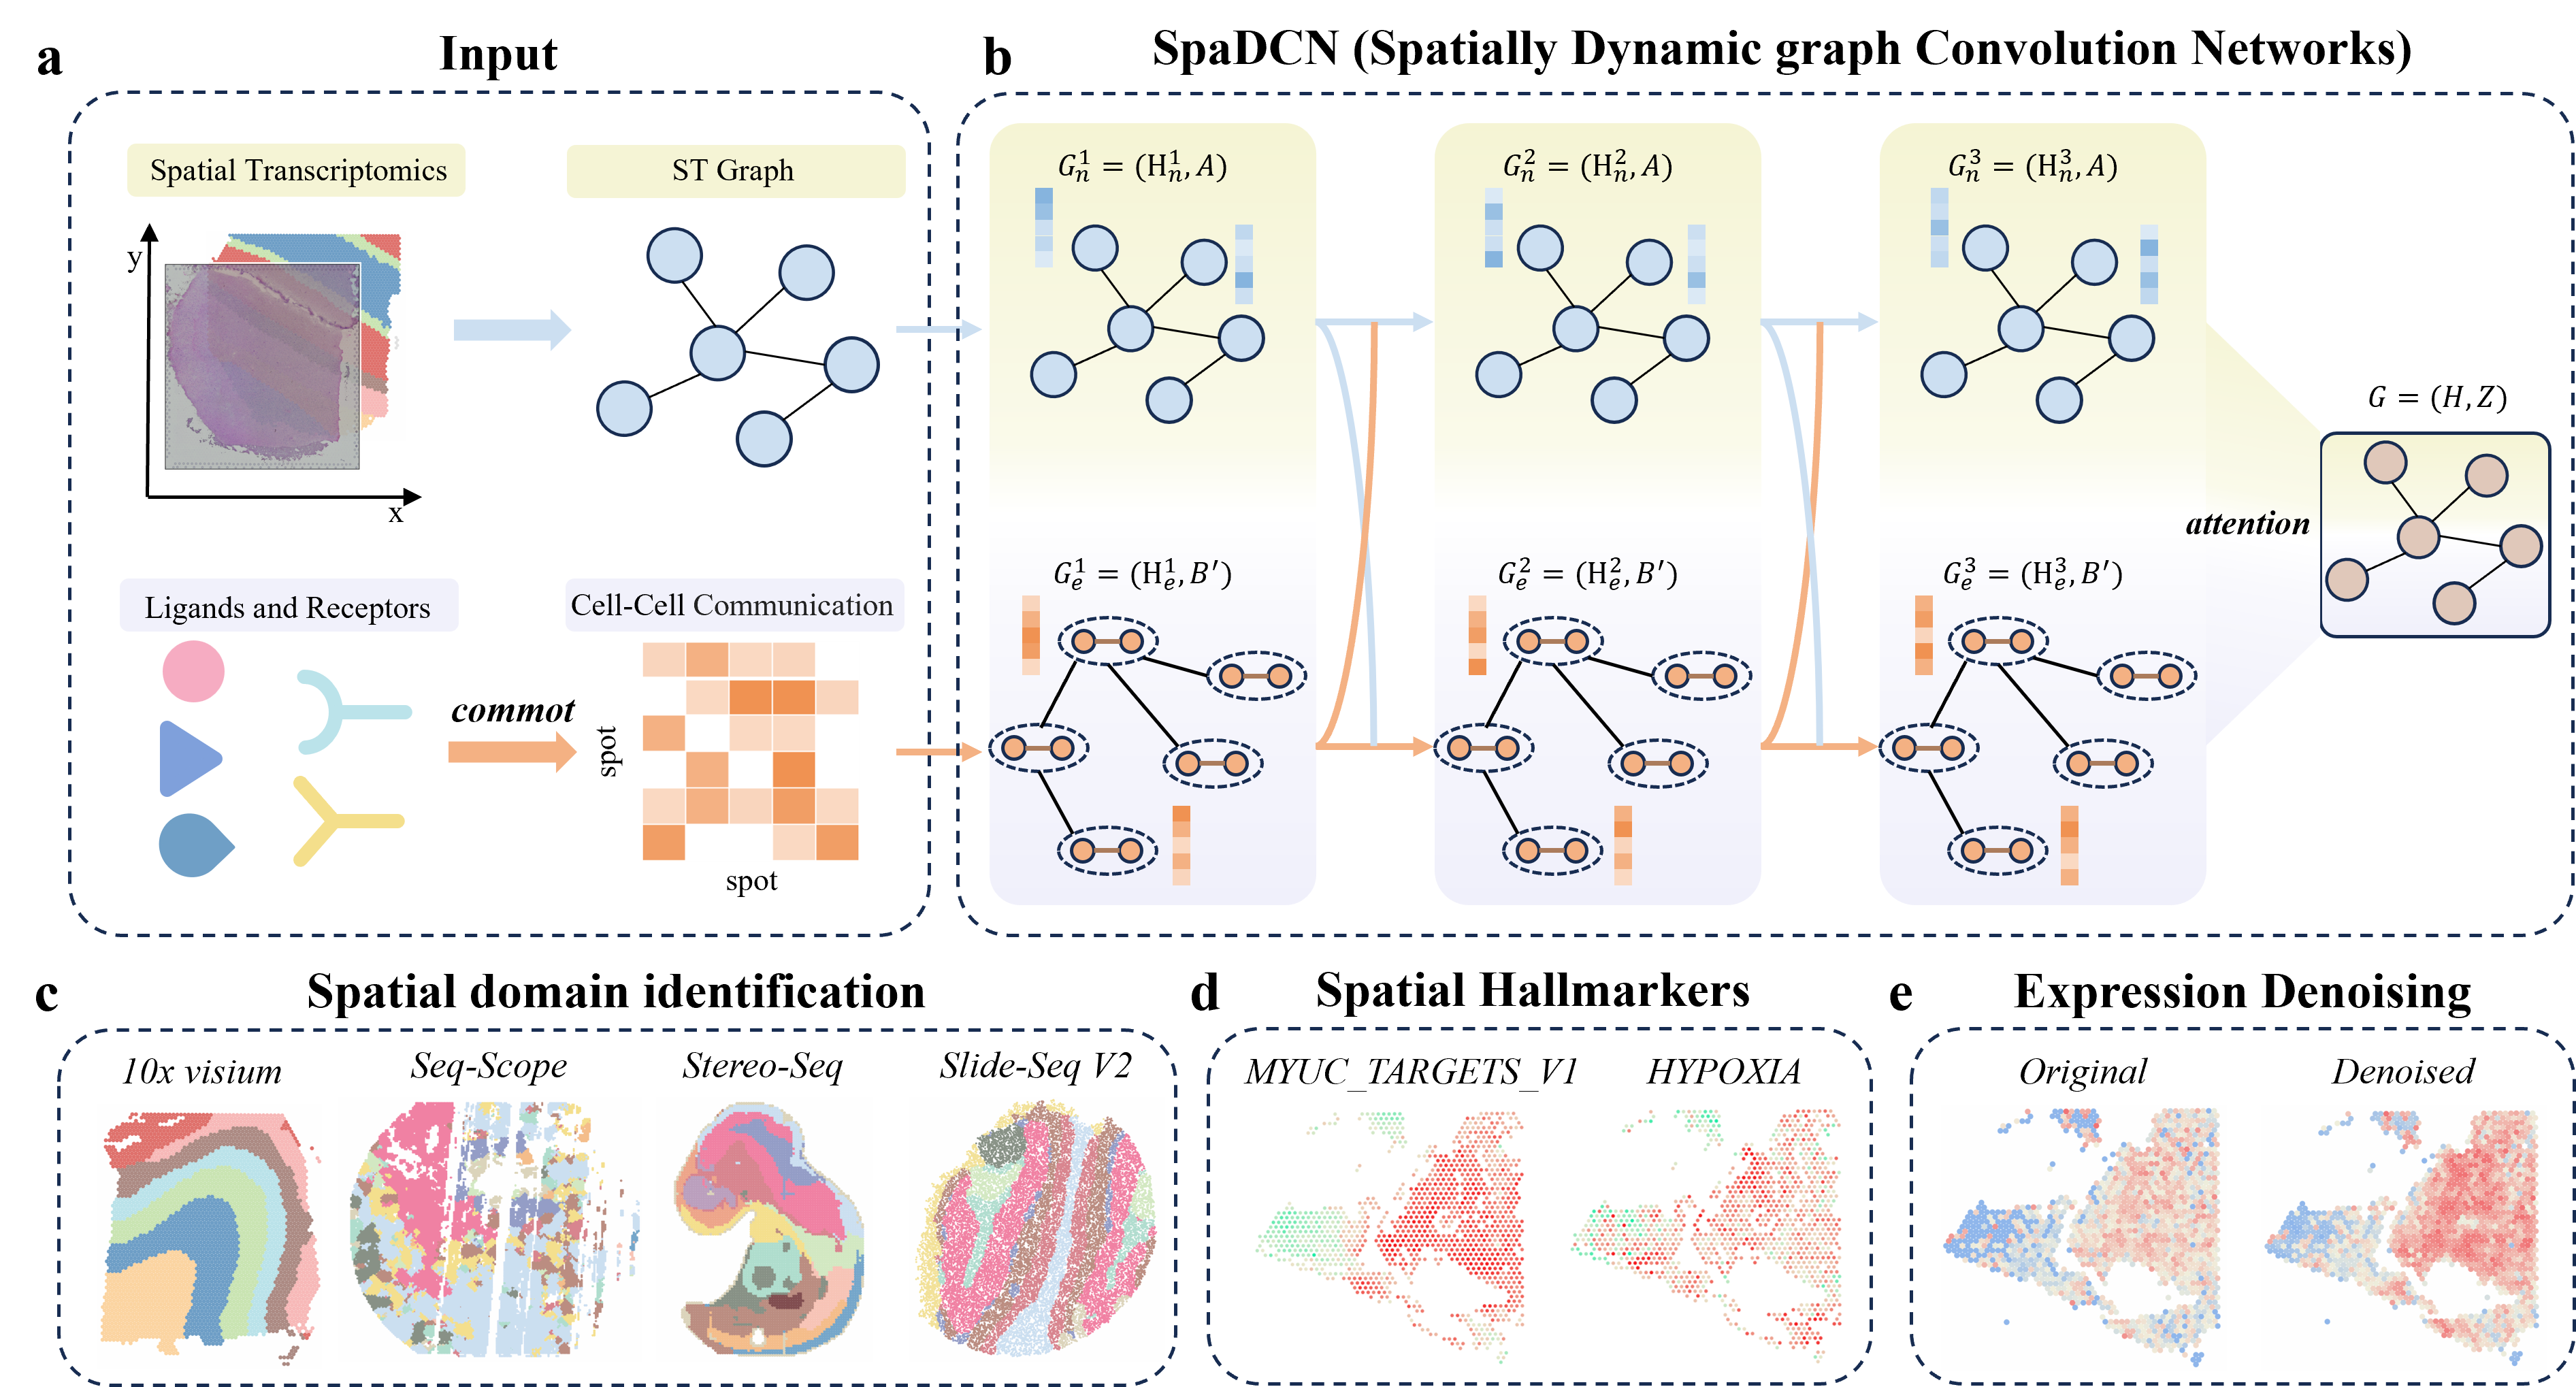 a
Input
Spatial Transcriptomics
ST Graph
y
x
Ligands and Receptors
Cell-Cell Communication
commot
spot
spot
b
SpaDCN (Spatially Dynamic graph Convolution Networks)
G_n^1 = (H_n^1, A)
G_n^2 = (H_n^2, A)
G_n^3 = (H_n^3, A)
G_e^1 = (H_e^1, B′)
G_e^2 = (H_e^2, B′)
G_e^3 = (H_e^3, B′)
attention
G = (H, Z)
c
Spatial domain identification
10x visium
Seq-Scope
Stereo-Seq
Slide-Seq V2
d
Spatial Hallmarkers
MYUC_TARGETS_V1
HYPOXIA
e
Expression Denoising
Original
Denoised